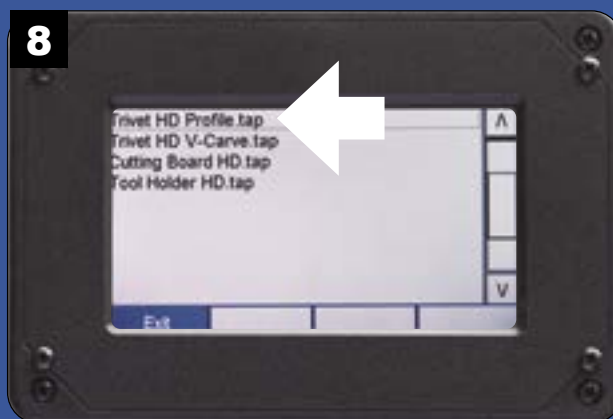 8
Trivet HD Profile.tap
Trivet HD V-Carve.tap
Cutting Board HD.tap
Tool Holder HD.tap
Λ
V
Exit